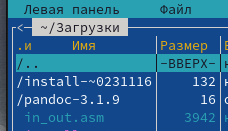 Левая панель Файл
~/Загрузки
.и Имя Размер
/.. -ВВЕРХ-
/install-~0231116 132
/pandoc-3.1.9 16
in_out.asm 3942